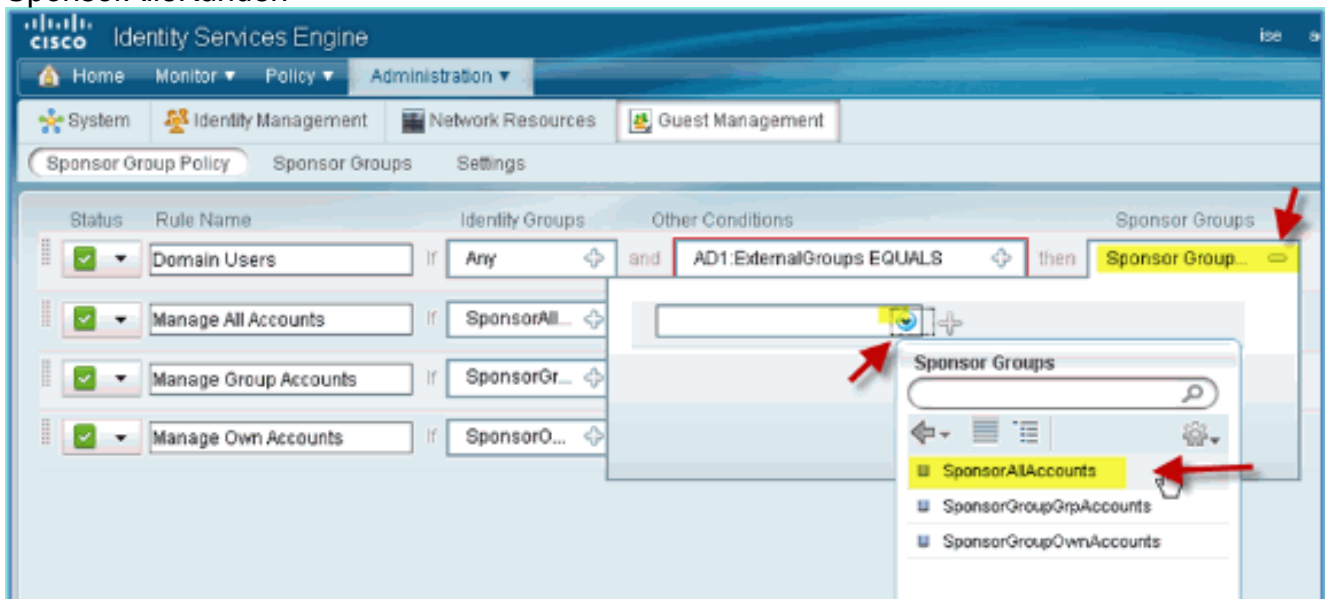 CISCO Identity Services Engine ise
Home Monitor Policy Administration
System Identity Management Network Resources Guest Management
Sponsor Group Policy Sponsor Groups Settings
Status Rule Name Identity Groups Other Conditions Sponsor Groups
Domain Users If Any and AD1:ExternalGroups EQUALS then Sponsor Group...
Manage All Accounts If SponsorAll...
Sponsor Groups
Manage Group Accounts If SponsorGr...
Manage Own Accounts If SponsorO...
SponsorAllAccounts
SponsorGroupGrpAccounts
SponsorGroupOwnAccounts